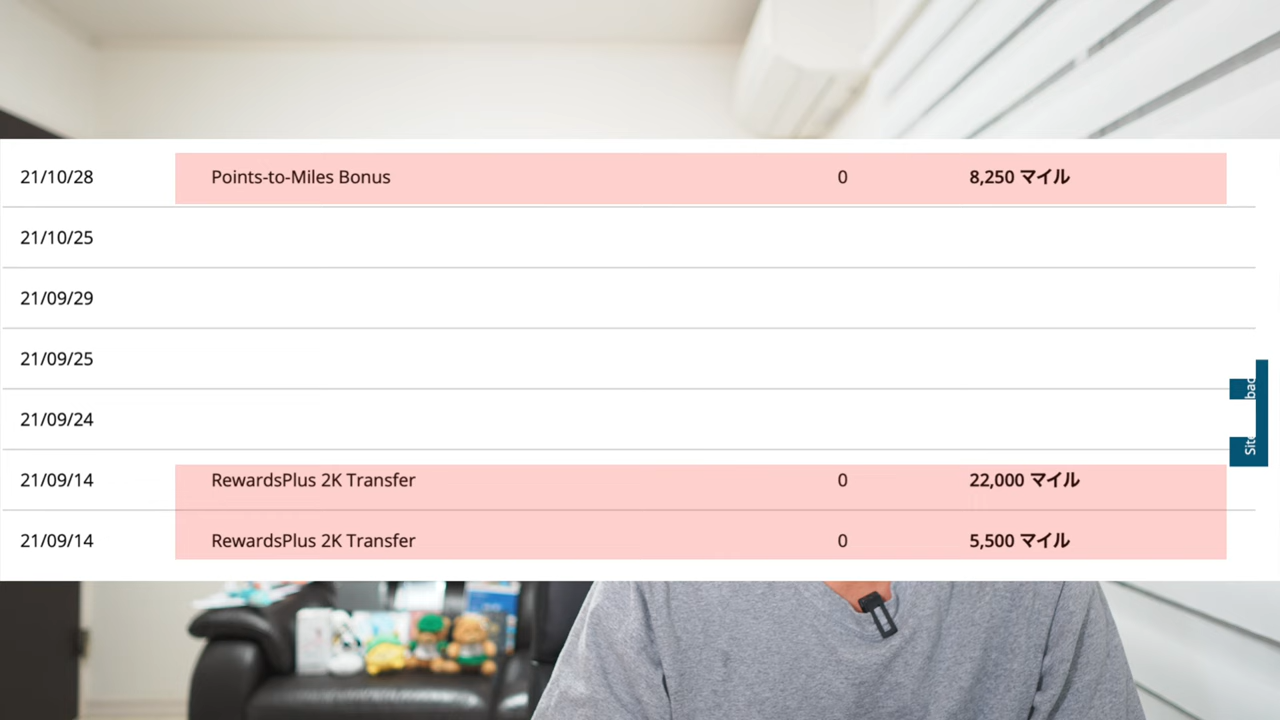 21/10/28 Points-to-Miles Bonus 0 8,250 マイル
21/10/25
21/09/29
21/09/25
21/09/24
21/09/14 RewardsPlus 2K Transfer 0 22,000 マイル
21/09/14 RewardsPlus 2K Transfer 0 5,500 マイル
Site
bac